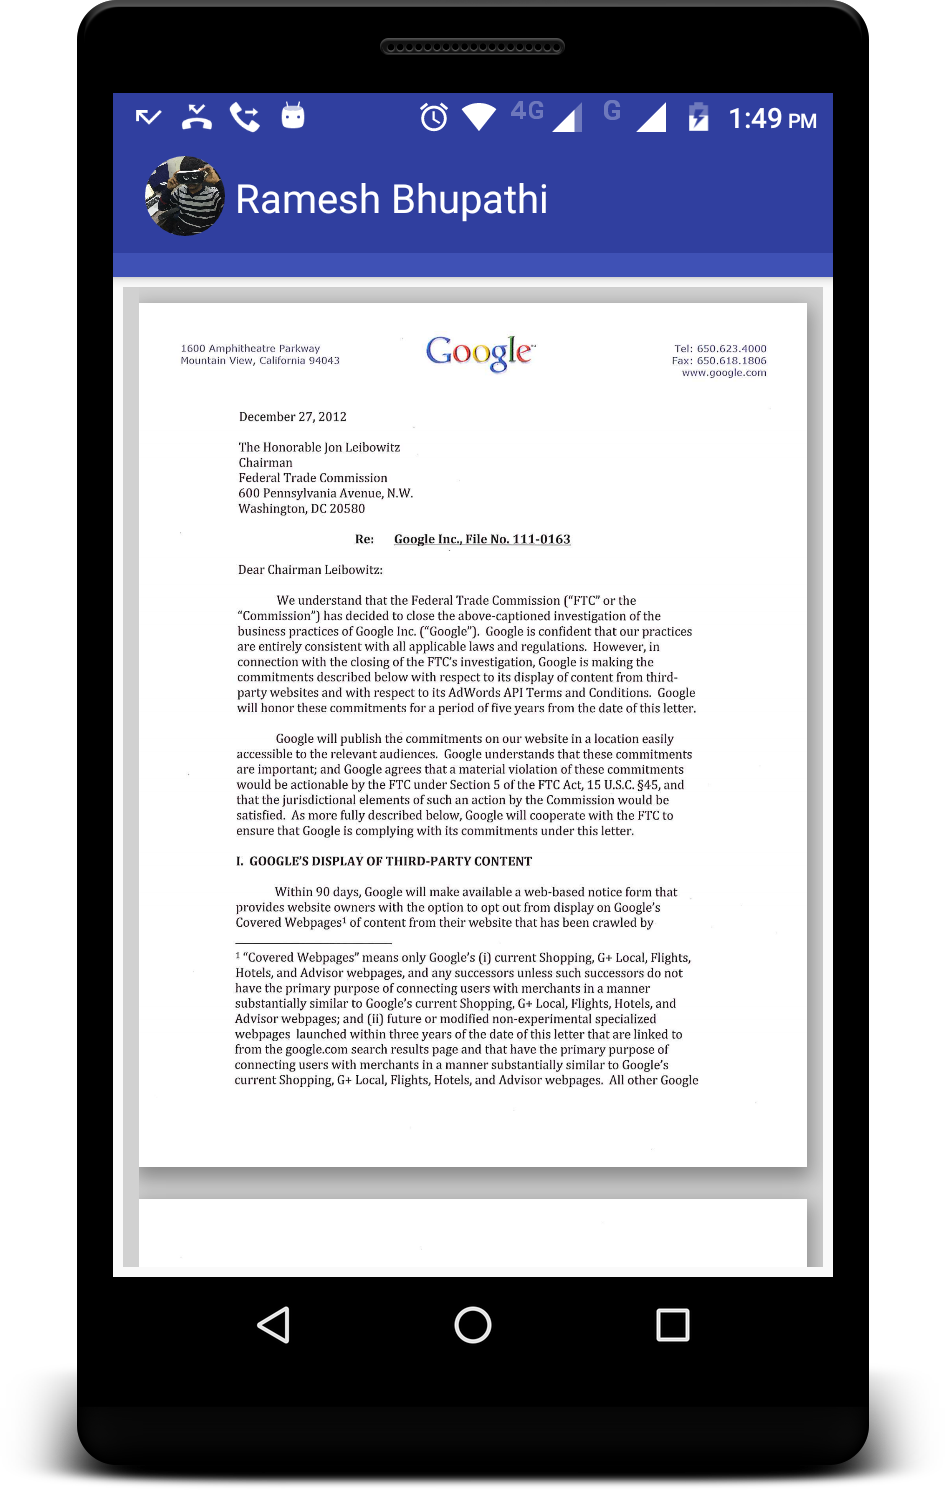 4G G 1:49 PM
Ramesh Bhupathi
1600 Amphitheatre Parkway
Mountain View, California 94043
Google™
Tel: 650.623.4000
Fax: 650.618.1806
www.google.com
December 27, 2012
The Honorable Jon Leibowitz
Chairman
Federal Trade Commission
600 Pennsylvania Avenue, N.W.
Washington, DC 20580
Re: Google Inc., File No. 111-0163
Dear Chairman Leibowitz:
We understand that the Federal Trade Commission (“FTC” or the
“Commission”) has decided to close the above-captioned investigation of the
business practices of Google Inc. (“Google”). Google is confident that our practices
are entirely consistent with all applicable laws and regulations. However, in
connection with the closing of the FTC’s investigation, Google is making the
commitments described below with respect to its display of content from third-
party websites and with respect to its AdWords API Terms and Conditions. Google
will honor these commitments for a period of five years from the date of this letter.
Google will publish the commitments on our website in a location easily
accessible to the relevant audiences. Google understands that these commitments
are important; and Google agrees that a material violation of these commitments
would be actionable by the FTC under Section 5 of the FTC Act, 15 U.S.C. §45, and
that the jurisdictional elements of such an action by the Commission would be
satisfied. As more fully described below, Google will cooperate with the FTC to
ensure that Google is complying with its commitments under this letter.
I. GOOGLE’S DISPLAY OF THIRD-PARTY CONTENT
Within 90 days, Google will make available a web-based notice form that
provides website owners with the option to opt out from display on Google’s
Covered Webpages¹ of content from their website that has been crawled by
¹ “Covered Webpages” means only Google’s (i) current Shopping, G+ Local, Flights,
Hotels, and Advisor webpages, and any successors unless such successors do not
have the primary purpose of connecting users with merchants in a manner
substantially similar to Google’s current Shopping, G+ Local, Flights, Hotels, and
Advisor webpages; and (ii) future or modified non-experimental specialized
webpages launched within three years of the date of this letter that are linked to
from the google.com search results page and that have the primary purpose of
connecting users with merchants in a manner substantially similar to Google’s
current Shopping, G+ Local, Flights, Hotels, and Advisor webpages. All other Google